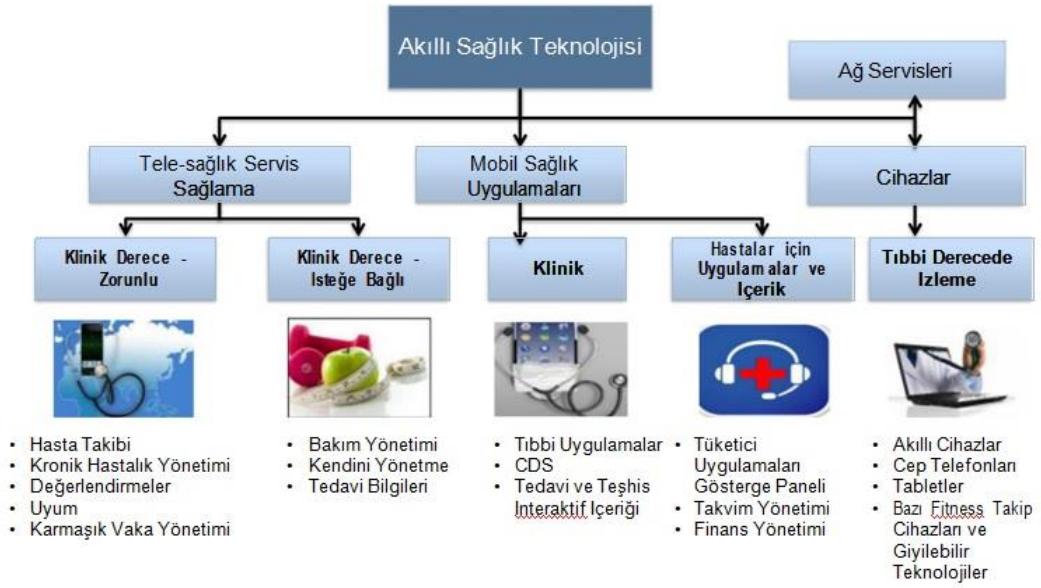 Akıllı Sağlık Teknolojisi
Ağ Servisleri
Tele-sağlık Servis
Sağlama
Mobil Sağlık
Uygulamaları
Cihazlar
Klinik Derece -
Zorunlu
Klinik Derece -
Isteğe Bağlı
Klinik
Hastalar için
Uygulamalar ve
Içerik
Tıbbi Derecede
Izleme
• Hasta Takibi
• Kronik Hastalık Yönetimi
• Değerlendirmeler
• Uyum
• Karmaşık Vaka Yönetimi
• Bakım Yönetimi
• Kendini Yönetme
• Tedavi Bilgileri
• Tıbbi Uygulamalar
• CDS
• Tedavi ve Teşhis
Interaktif Içeriği
• Tüketici
Uygulamaları
Gösterge Paneli
• Takvim Yönetimi
• Finans Yönetimi
• Akıllı Cihazlar
• Cep Telefonları
• Tabletler
• Bazı Fitness Takip
Cihazları ve
Giyilebilir
Teknolojiler